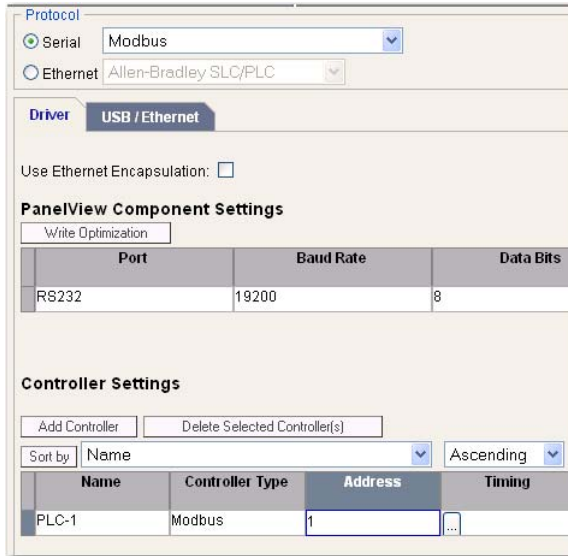 Protocol
Serial Modbus
Ethernet Allen-Bradley SLC/PLC
Driver USB / Ethernet
Use Ethernet Encapsulation:
PanelView Component Settings
Write Optimization
Port Baud Rate Data Bits
RS232 19200 8
Controller Settings
Add Controller Delete Selected Controller(s)
Sort by Name Ascending
Name Controller Type Address Timing
PLC-1 Modbus 1 ...